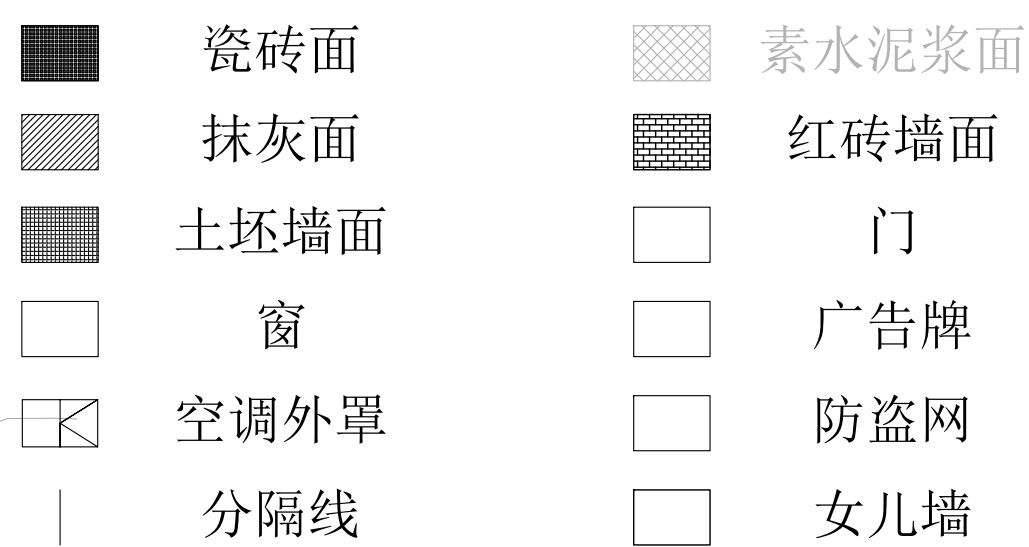 瓷砖面
素水泥浆面
抹灰面
红砖墙面
土坯墙面
门
窗
广告牌
空调外罩
防盗网
分隔线
女儿墙